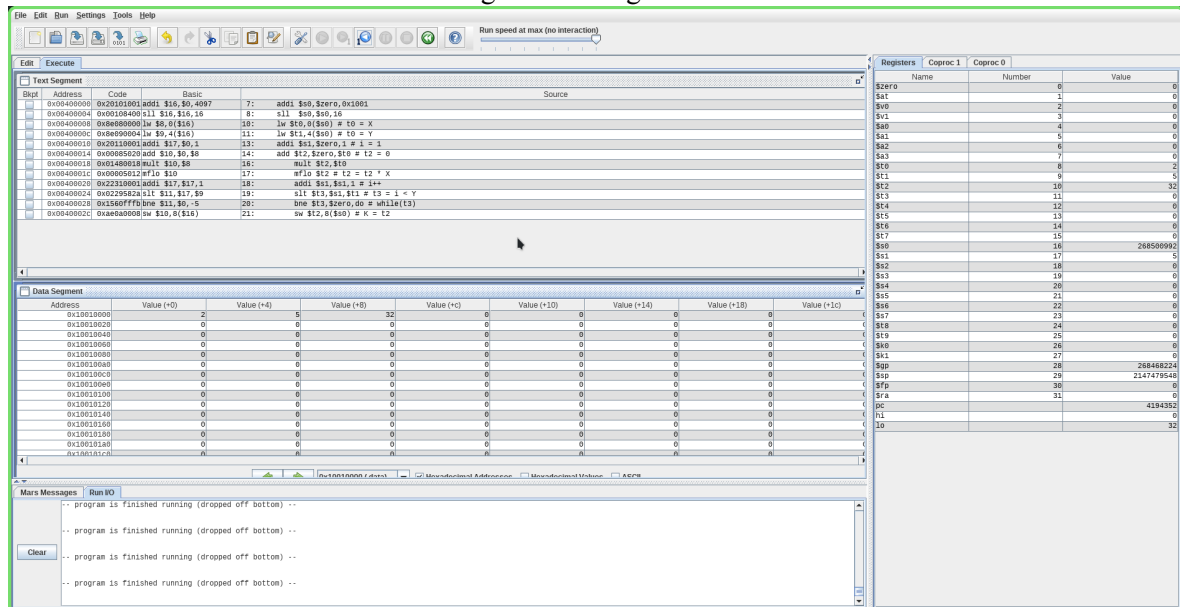 File Edit Run Settings Tools Help
Run speed at max (no interaction)
Edit Execute
Text Segment
Bkpt Address Code Basic Source
0x00400000 0x20101001 addi $16,$0,4097 7: addi $s0,$zero,0x1001
0x00400004 0x00108400 sll $16,$16,16 8: sll $s0,$s0,16
0x00400008 0x8e080000 lw $8,0($16) 10: lw $t0,0($s0) # t0 = X
0x0040000c 0x8e090004 lw $9,4($16) 11: lw $t1,4($s0) # t0 = Y
0x00400010 0x20110001 addi $17,$0,1 13: addi $s1,$zero,1 # i = 1
0x00400014 0x00085020 add $10,$0,$8 14: add $t2,$zero,$t0 # t2 = 0
0x00400018 0x01480018 mult $10,$8 16: mult $t2,$t0
0x0040001c 0x00005012 mflo $10 17: mflo $t2 # t2 = t2 * X
0x00400020 0x22310001 addi $17,$17,1 18: addi $s1,$s1,1 # i++
0x00400024 0x0229582a slt $11,$17,$9 19: slt $t3,$s1,$t1 # t3 = i < Y
0x00400028 0x1560fffb bne $11,$0,-5 20: bne $t3,$zero,do # while(t3)
0x0040002c 0xae0a0008 sw $10,8($16) 21: sw $t2,8($s0) # K = t2
Data Segment
Address Value (+0) Value (+4) Value (+8) Value (+c) Value (+10) Value (+14) Value (+18) Value (+1c)
0x10010000 2 5 32 0 0 0 0
0x10010020 0 0 0 0 0 0 0
0x10010040 0 0 0 0 0 0 0
0x10010060 0 0 0 0 0 0 0
0x10010080 0 0 0 0 0 0 0
0x100100a0 0 0 0 0 0 0 0
0x100100c0 0 0 0 0 0 0 0
0x100100e0 0 0 0 0 0 0 0
0x10010100 0 0 0 0 0 0 0
0x10010120 0 0 0 0 0 0 0
0x10010140 0 0 0 0 0 0 0
0x10010160 0 0 0 0 0 0 0
0x10010180 0 0 0 0 0 0 0
0x100101a0 0 0 0 0 0 0 0
0x100101c0 0 0 0 0 0 0 0
0x10010000 (.data) Hexadecimal Addresses Hexadecimal Values ASCII
Mars Messages Run I/O
-- program is finished running (dropped off bottom) --
-- program is finished running (dropped off bottom) --
Clear
-- program is finished running (dropped off bottom) --
-- program is finished running (dropped off bottom) --
Registers Coproc 1 Coproc 0
Name Number Value
$zero 0 0
$at 1 0
$v0 2 0
$v1 3 0
$a0 4 0
$a1 5 0
$a2 6 0
$a3 7 0
$t0 8 2
$t1 9 5
$t2 10 32
$t3 11 0
$t4 12 0
$t5 13 0
$t6 14 0
$t7 15 0
$s0 16 268500992
$s1 17 5
$s2 18 0
$s3 19 0
$s4 20 0
$s5 21 0
$s6 22 0
$s7 23 0
$t8 24 0
$t9 25 0
$k0 26 0
$k1 27 0
$gp 28 268468224
$sp 29 2147479548
$fp 30 0
$ra 31 0
pc 4194352
hi 0
lo 32